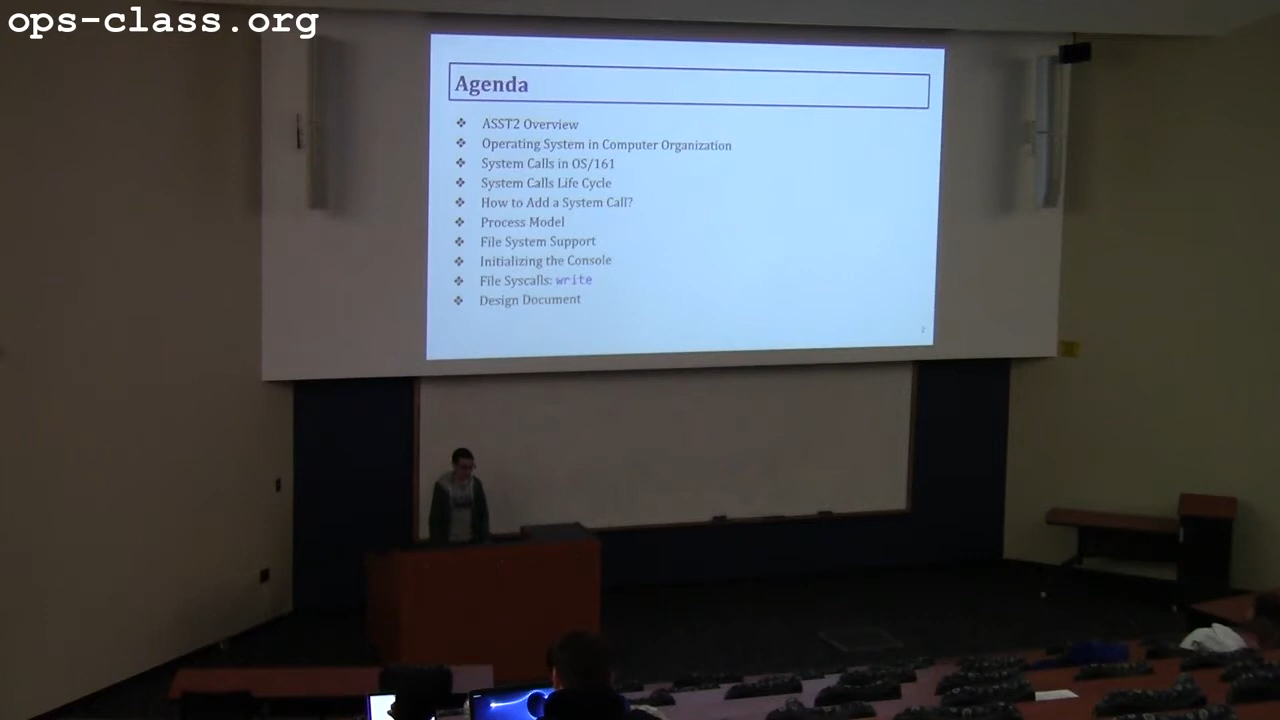 ops-class.org
Agenda
❖ ASST2 Overview
❖ Operating System in Computer Organization
❖ System Calls in OS/161
❖ System Calls Life Cycle
❖ How to Add a System Call?
❖ Process Model
❖ File System Support
❖ Initializing the Console
❖ File Syscalls: write
❖ Design Document
2